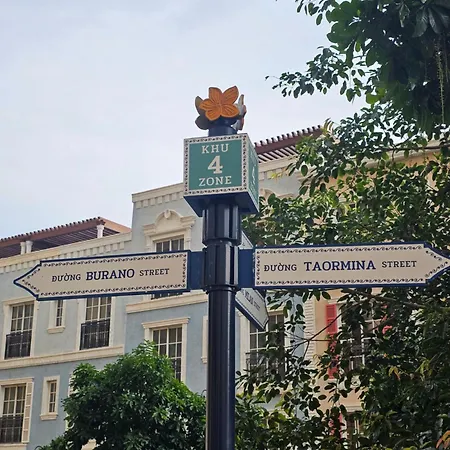 KHU
4
ZONE
ĐƯỜNG BURANO STREET
ĐƯỜNG TAORMINA STREET